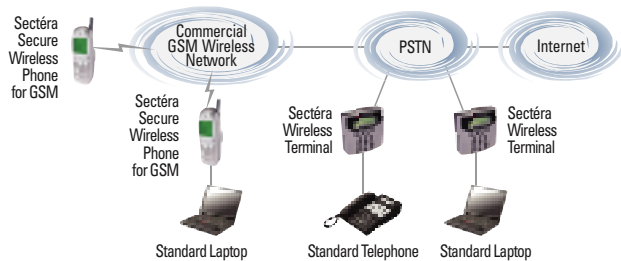 Sectéra
Secure
Wireless
Phone
for GSM
Commercial
GSM Wireless
Network
PSTN
Internet
Sectéra
Secure
Wireless
Phone
for GSM
Sectéra
Wireless
Terminal
Sectéra
Wireless
Terminal
Standard Laptop
Standard Telephone
Standard Laptop